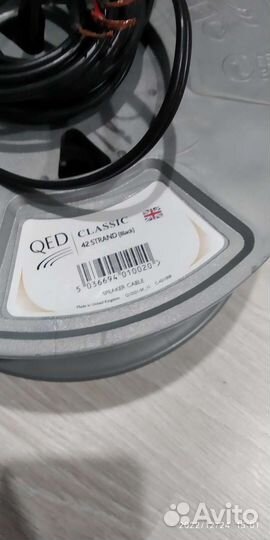 QED
CLASSIC
42 STRAND (Black)
5 036694 010020
SPEAKER CABLE
Made in United Kingdom
2022/12/24 13:01
Avito